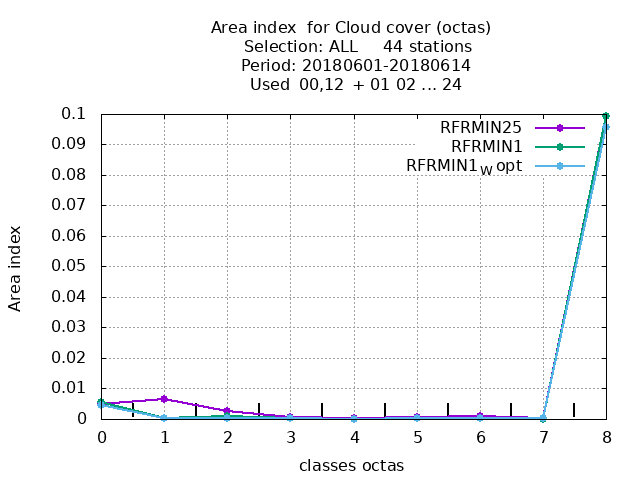 Area index  for Cloud cover (octas)
Selection: ALL     44 stations
Period: 20180601-20180614
Used  00,12  + 01 02 ... 24
RFRMIN25
RFRMIN1
RFRMIN1W opt
0.1
0.09
0.08
0.07
0.06
0.05
0.04
0.03
0.02
0.01
0
Area index
0 1 2 3 4 5 6 7 8
classes octas